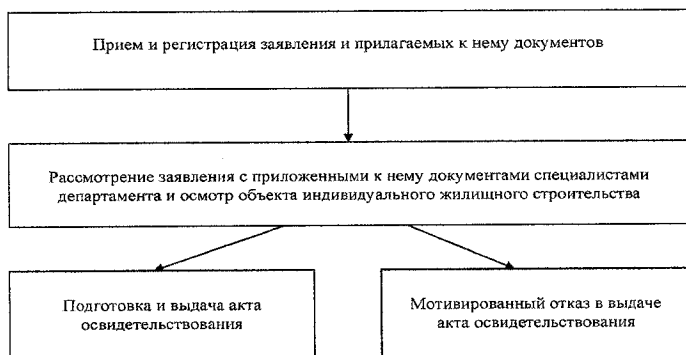 Прием и регистрация заявления и прилагаемых к нему документов
Рассмотрение заявления с приложенными к нему документами специалистами
департамента и осмотр объекта индивидуального жилищного строительства
Подготовка и выдача акта
освидетельствования
Мотивированный отказ в выдаче
акта освидетельствования